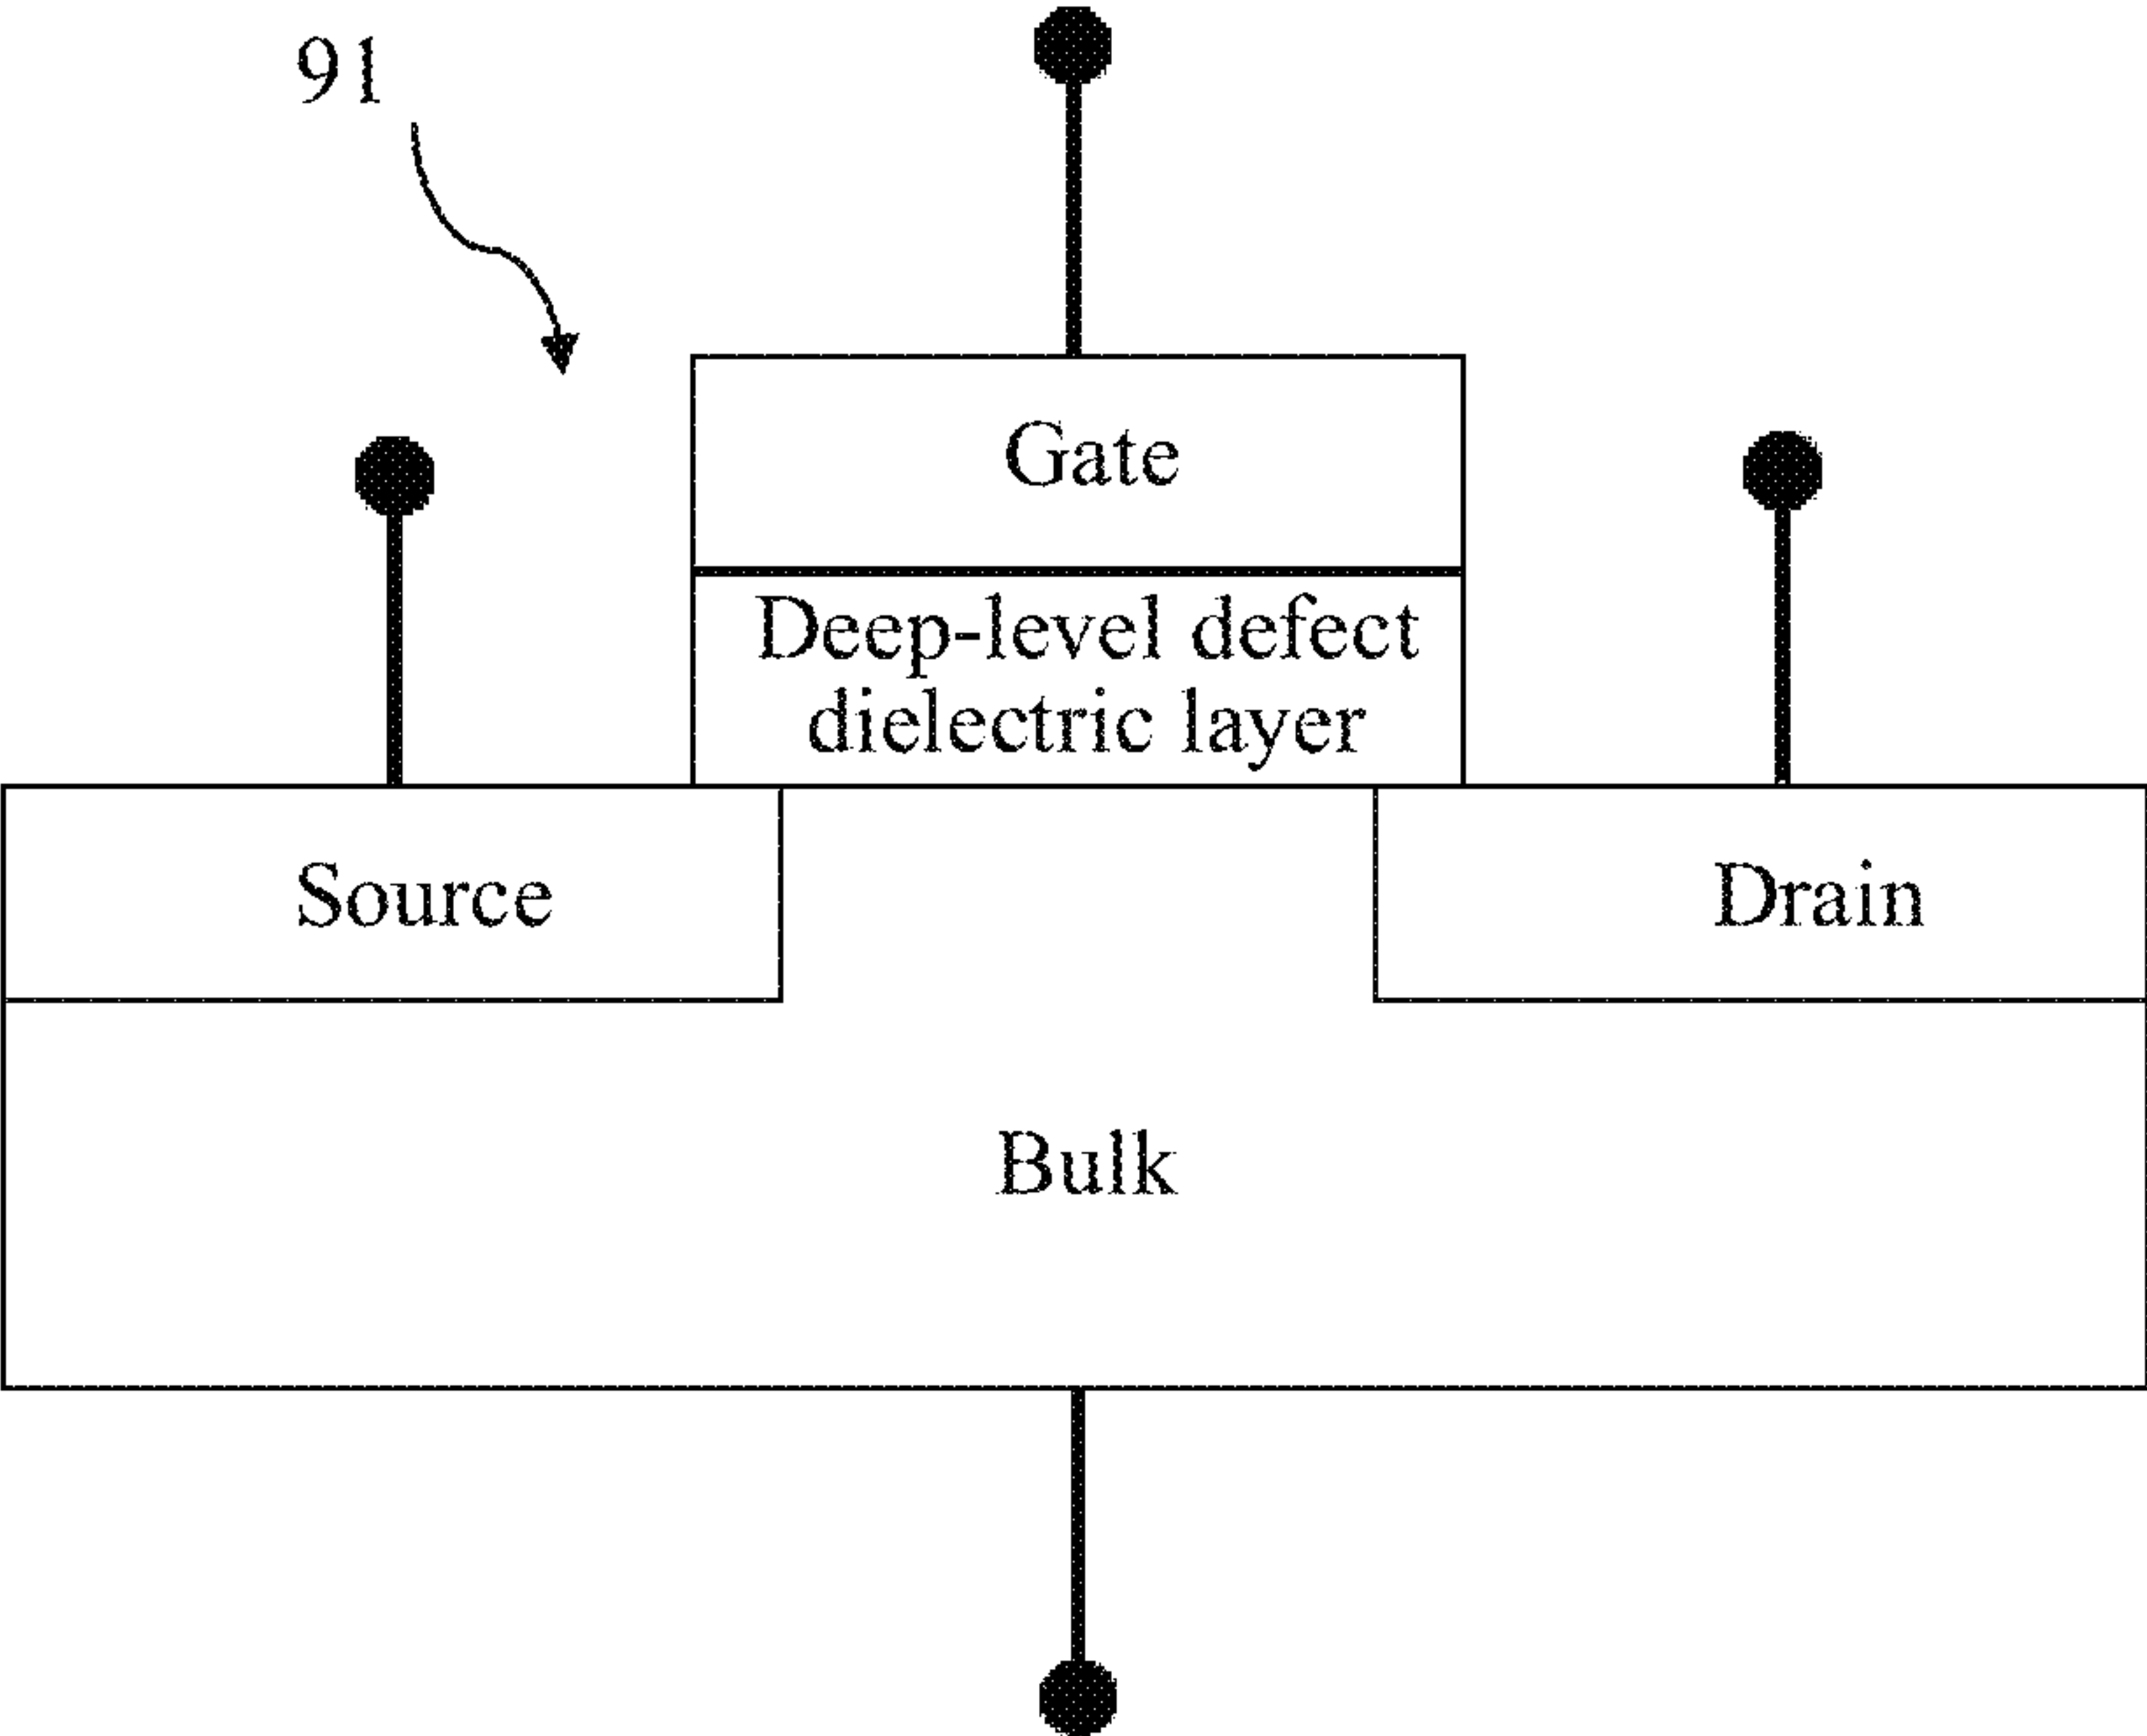 91
Gate
Deep-level defect
dielectric layer
Source
Drain
Bulk